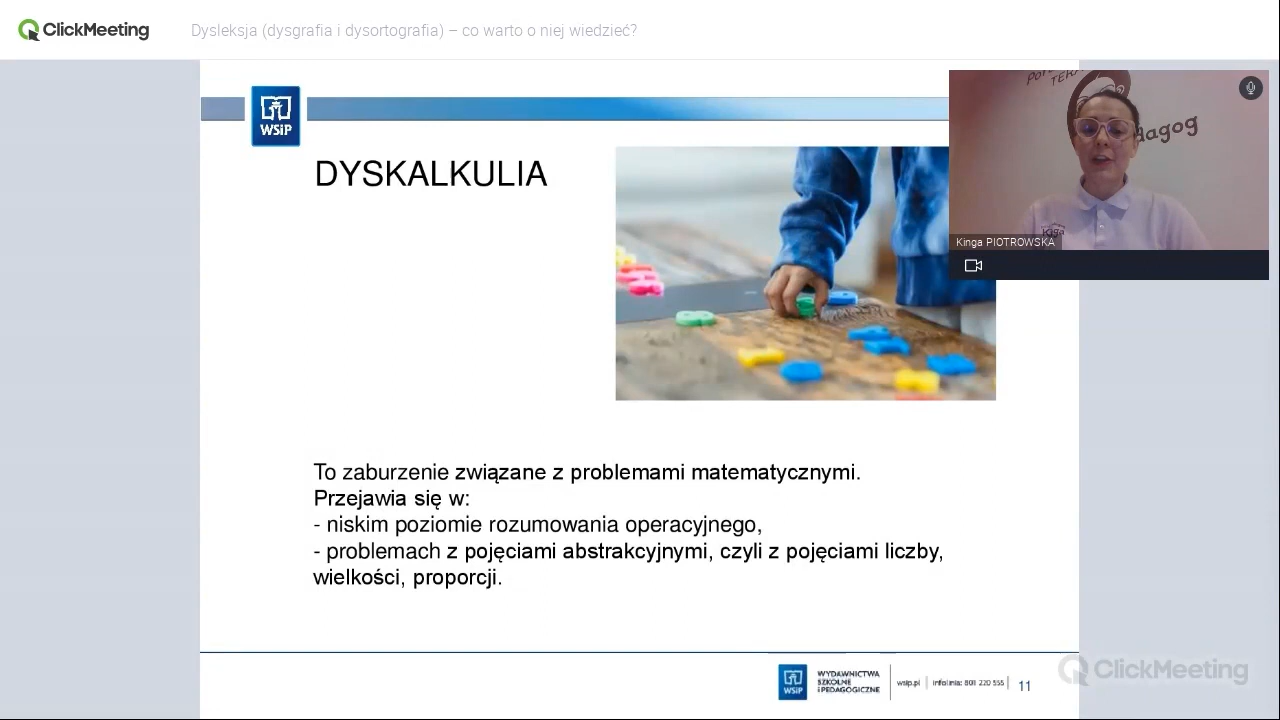 ClickMeeting
Dysleksja (dysgrafia i dysortografia) – co warto o niej wiedzieć?
WSiP
DYSKALKULIA
dagog
Kinga PIOTROWSKA
To zaburzenie związane z problemami matematycznymi.
Przejawia się w:
- niskim poziomie rozumowania operacyjnego,
- problemach z pojęciami abstrakcyjnymi, czyli z pojęciami liczby,
wielkości, proporcji.
WSiP
WYDAWNICTWA
SZKOLNE
I PEDAGOGICZNE
wsip.pl
infolinia: 801 220 555
11
ClickMeeting